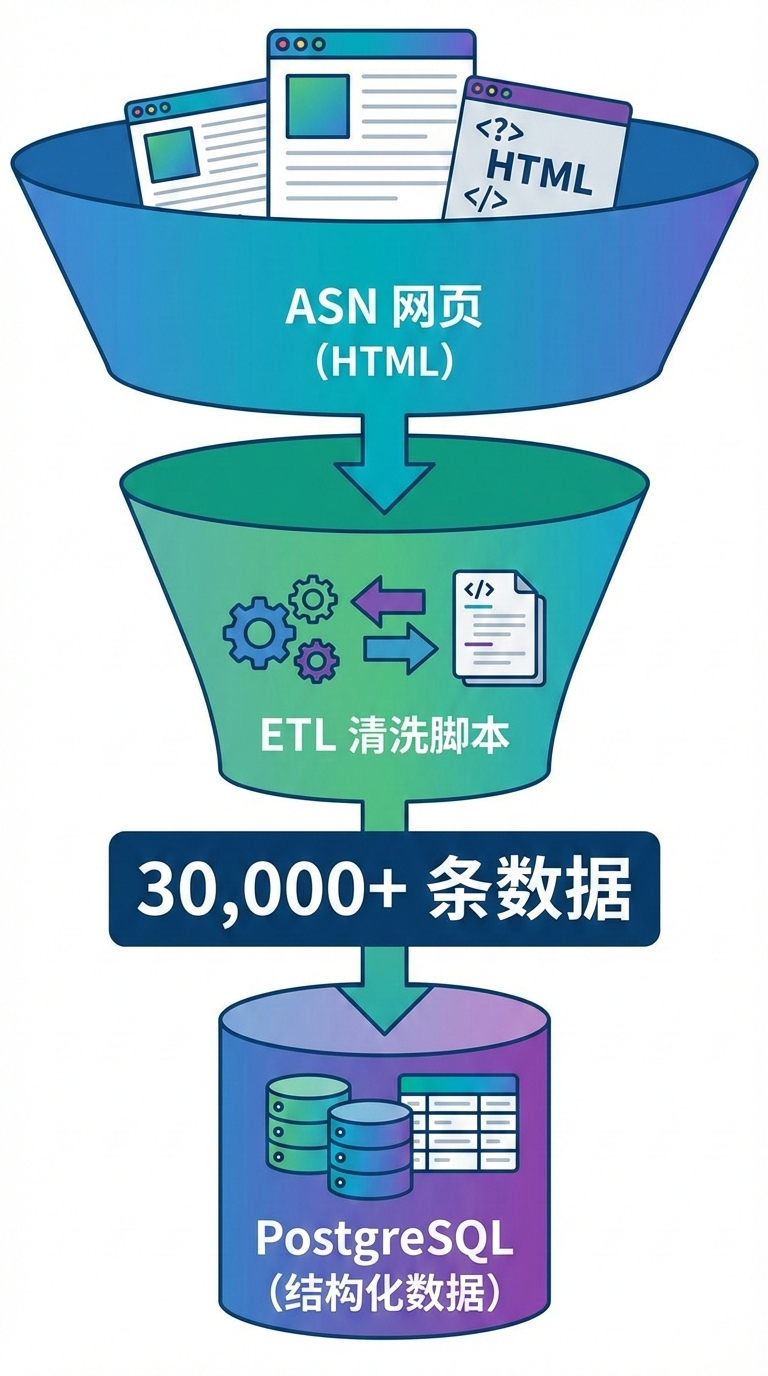 <?>
HTML
</>
ASN 网页
(HTML)
</>
ETL 清洗脚本
30,000+ 条数据
PostgreSQL
（结构化数据）